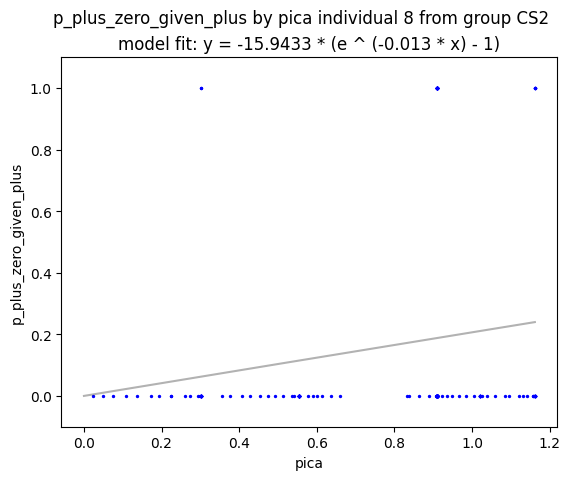 p_plus_zero_given_plus by pica individual 8 from group CS2
model fit: y = -15.9433 * (e ^ (-0.013 * x) - 1)
1.0
0.8
0.6
0.4
0.2
0.0
p_plus_zero_given_plus
0.0 0.2 0.4 0.6 0.8 1.0 1.2
pica